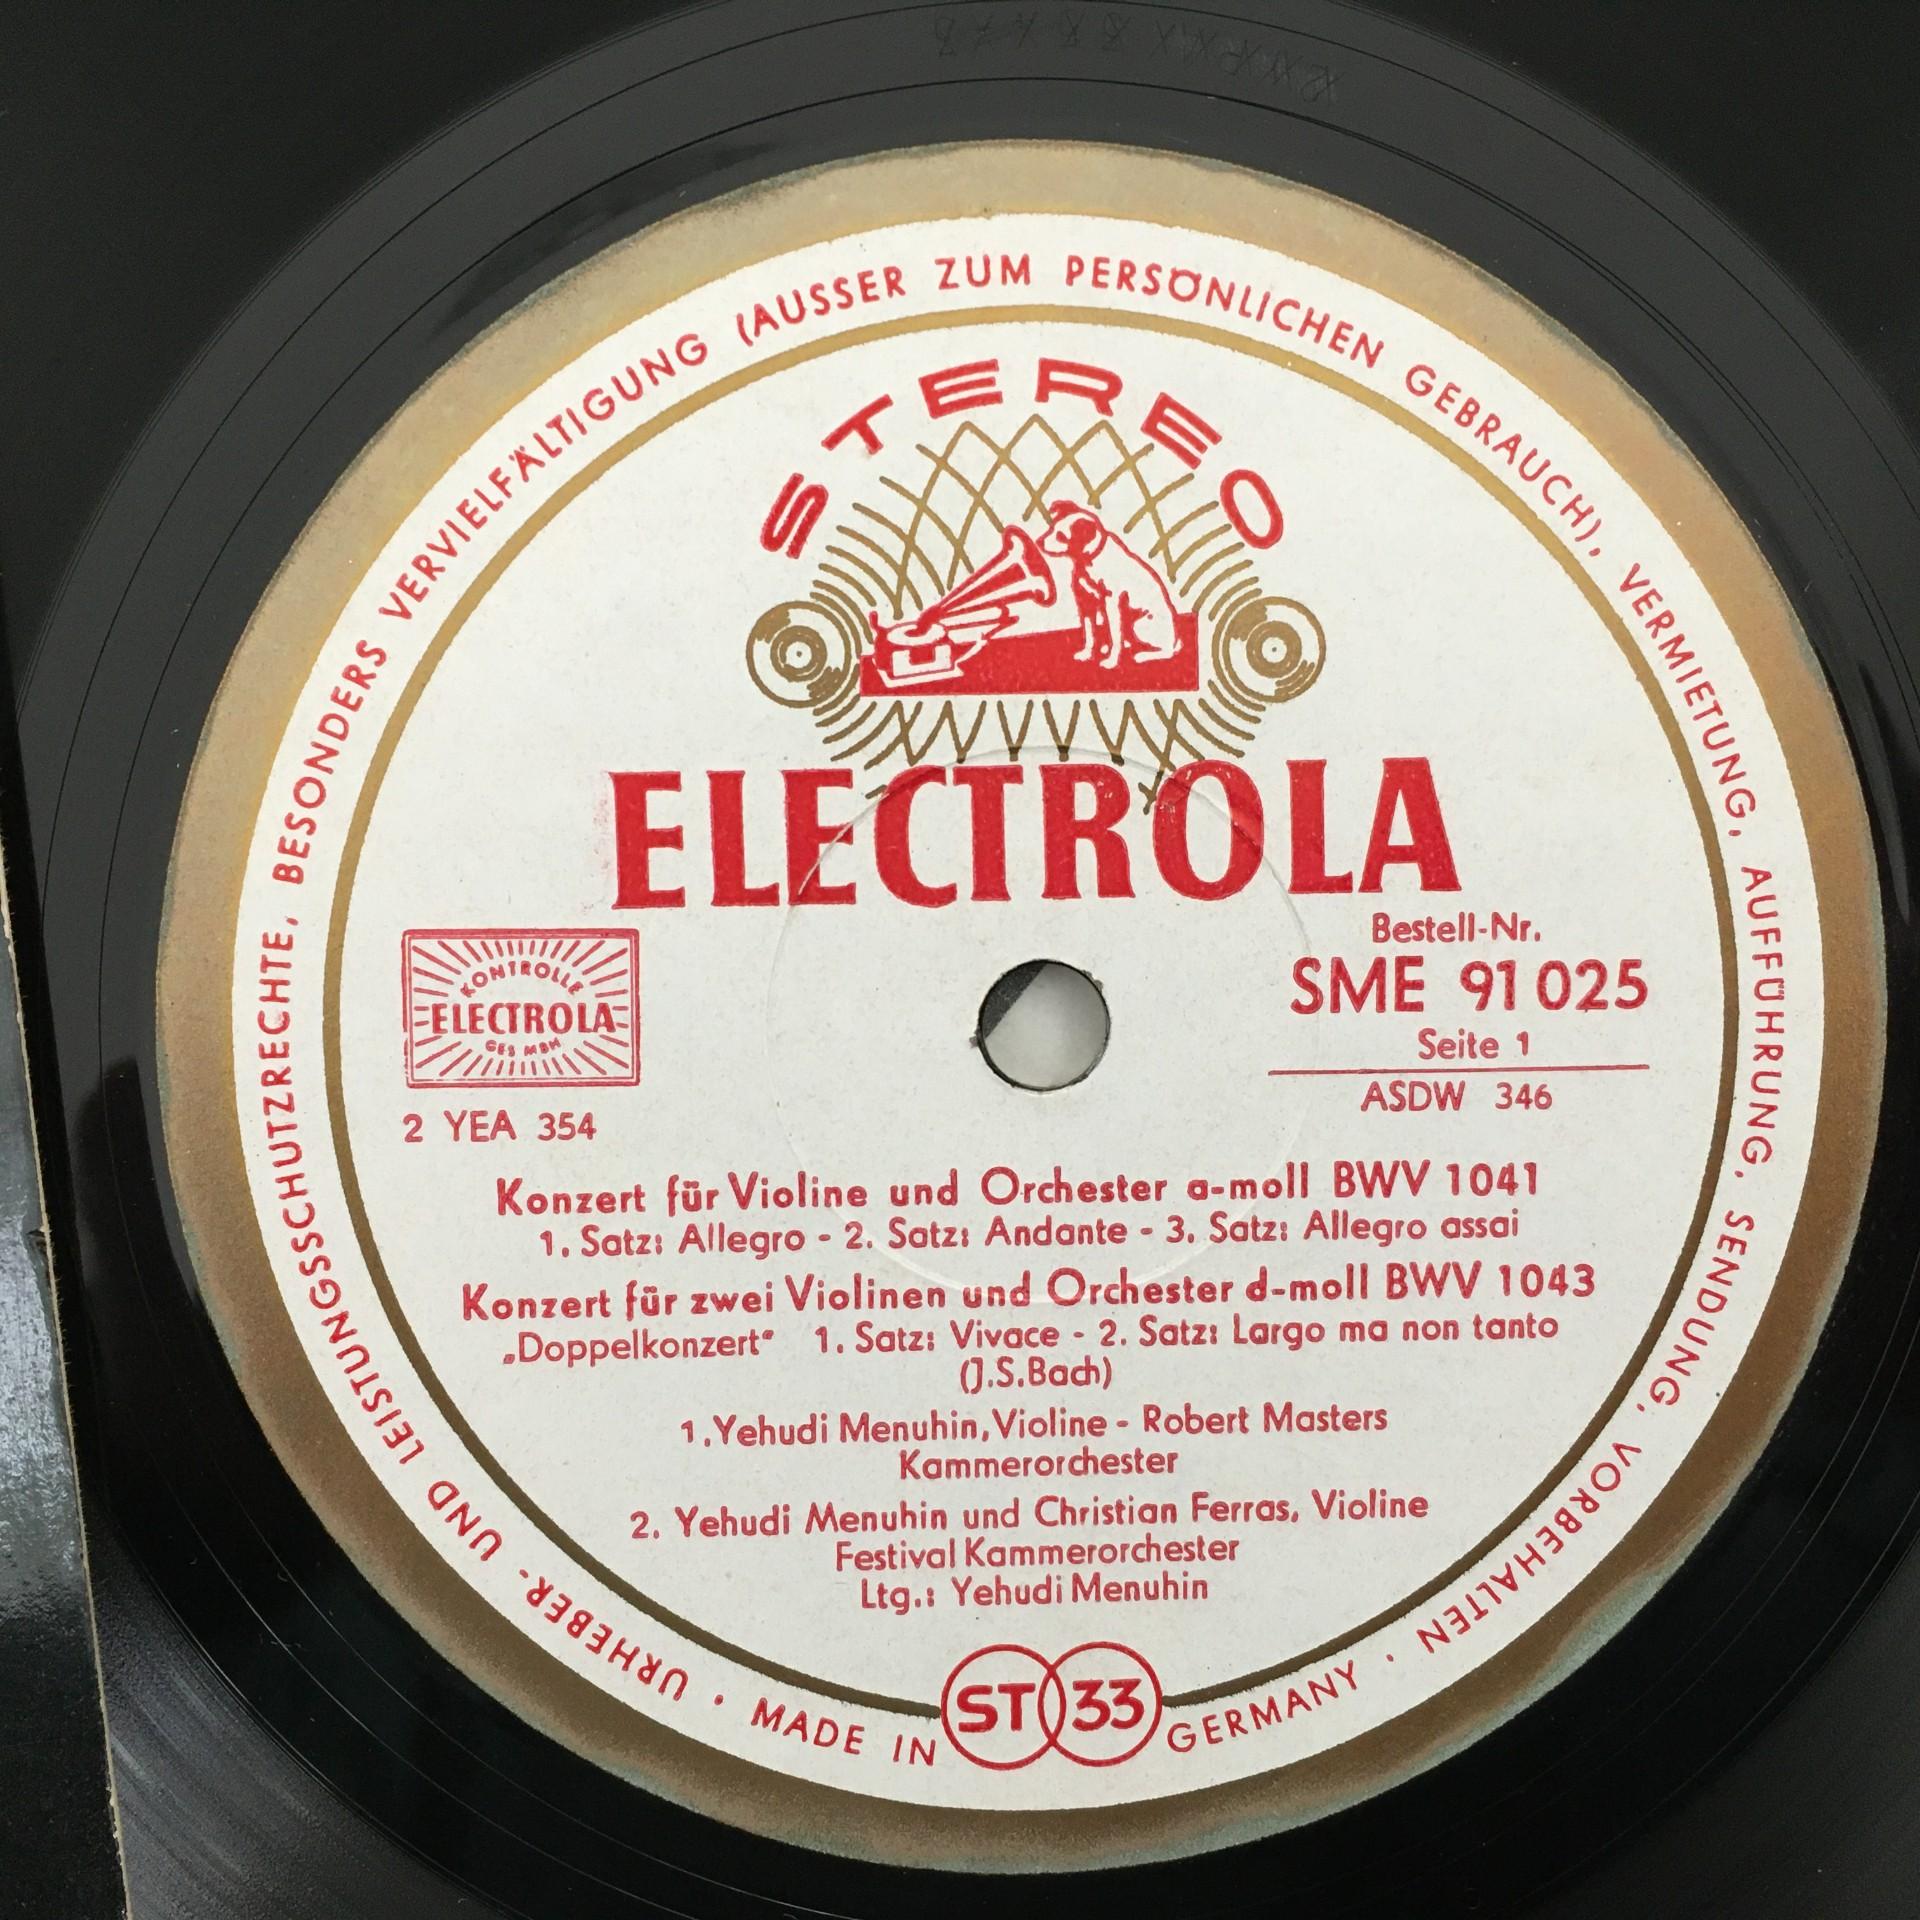 URHEBER- UND LEISTUNGSSCHUTZRECHTE, BESONDERS VERVIELFÄLTIGUNG (AUSSER ZUM PERSÖNLICHEN GEBRAUCH), VERMIETUNG, AUFFÜHRUNG, SENDUNG, VORBEHALTEN ·
STEREO
ELECTROLA
Bestell-Nr.
SME 91 025
Seite 1
ASDW 346
KONTROLLE
ELECTROLA
GES MBH
2 YEA 354
Konzert für Violine und Orchester a-moll BWV 1041
1. Satz: Allegro - 2. Satz: Andante - 3. Satz: Allegro assai
Konzert für zwei Violinen und Orchester d-moll BWV 1043
„Doppelkonzert“ 1. Satz: Vivace - 2. Satz: Largo ma non tanto
(J.S.Bach)
1. Yehudi Menuhin, Violine - Robert Masters
Kammerorchester
2. Yehudi Menuhin und Christian Ferras, Violine
Festival Kammerorchester
Ltg.: Yehudi Menuhin
ST 33
· MADE IN GERMANY